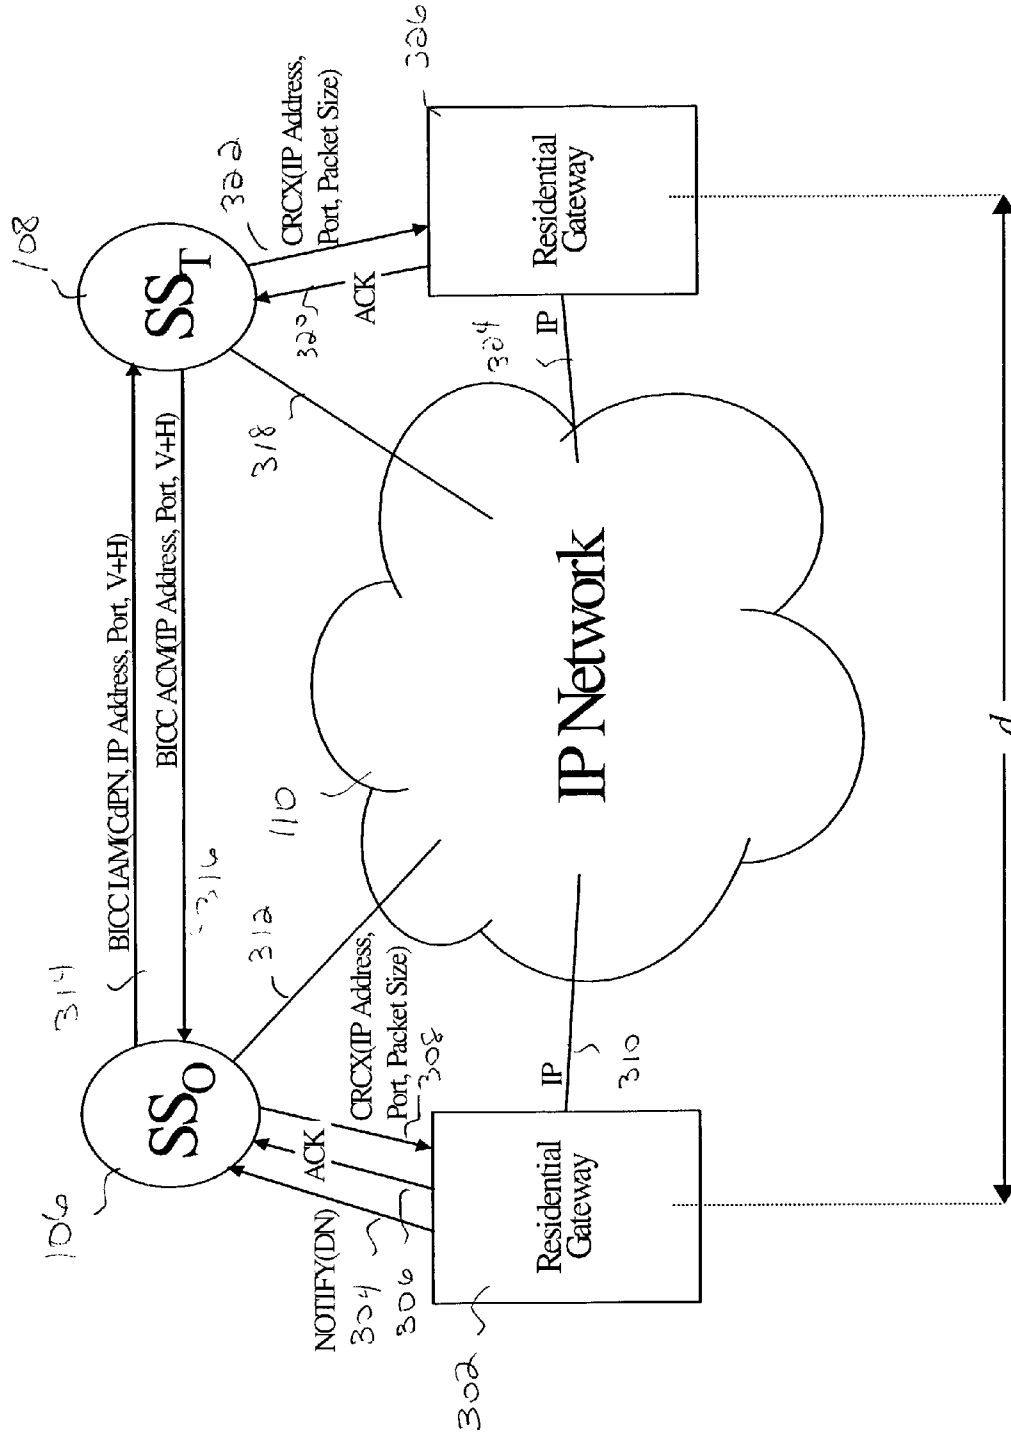 314
BICC IAM(CdPN, IP Address, Port, V+H)
BICC ACM(IP Address, Port, V+H)
316
106
SSO
108
SST
312
110
318
NOTIFY(DN)
304
306
ACK
CRCX(IP Address,
Port, Packet Size)
308
320
ACK
322
CRCX(IP Address,
Port, Packet Size)
302
Residential
Gateway
IP
310
IP Network
324
IP
326
Residential
Gateway
d